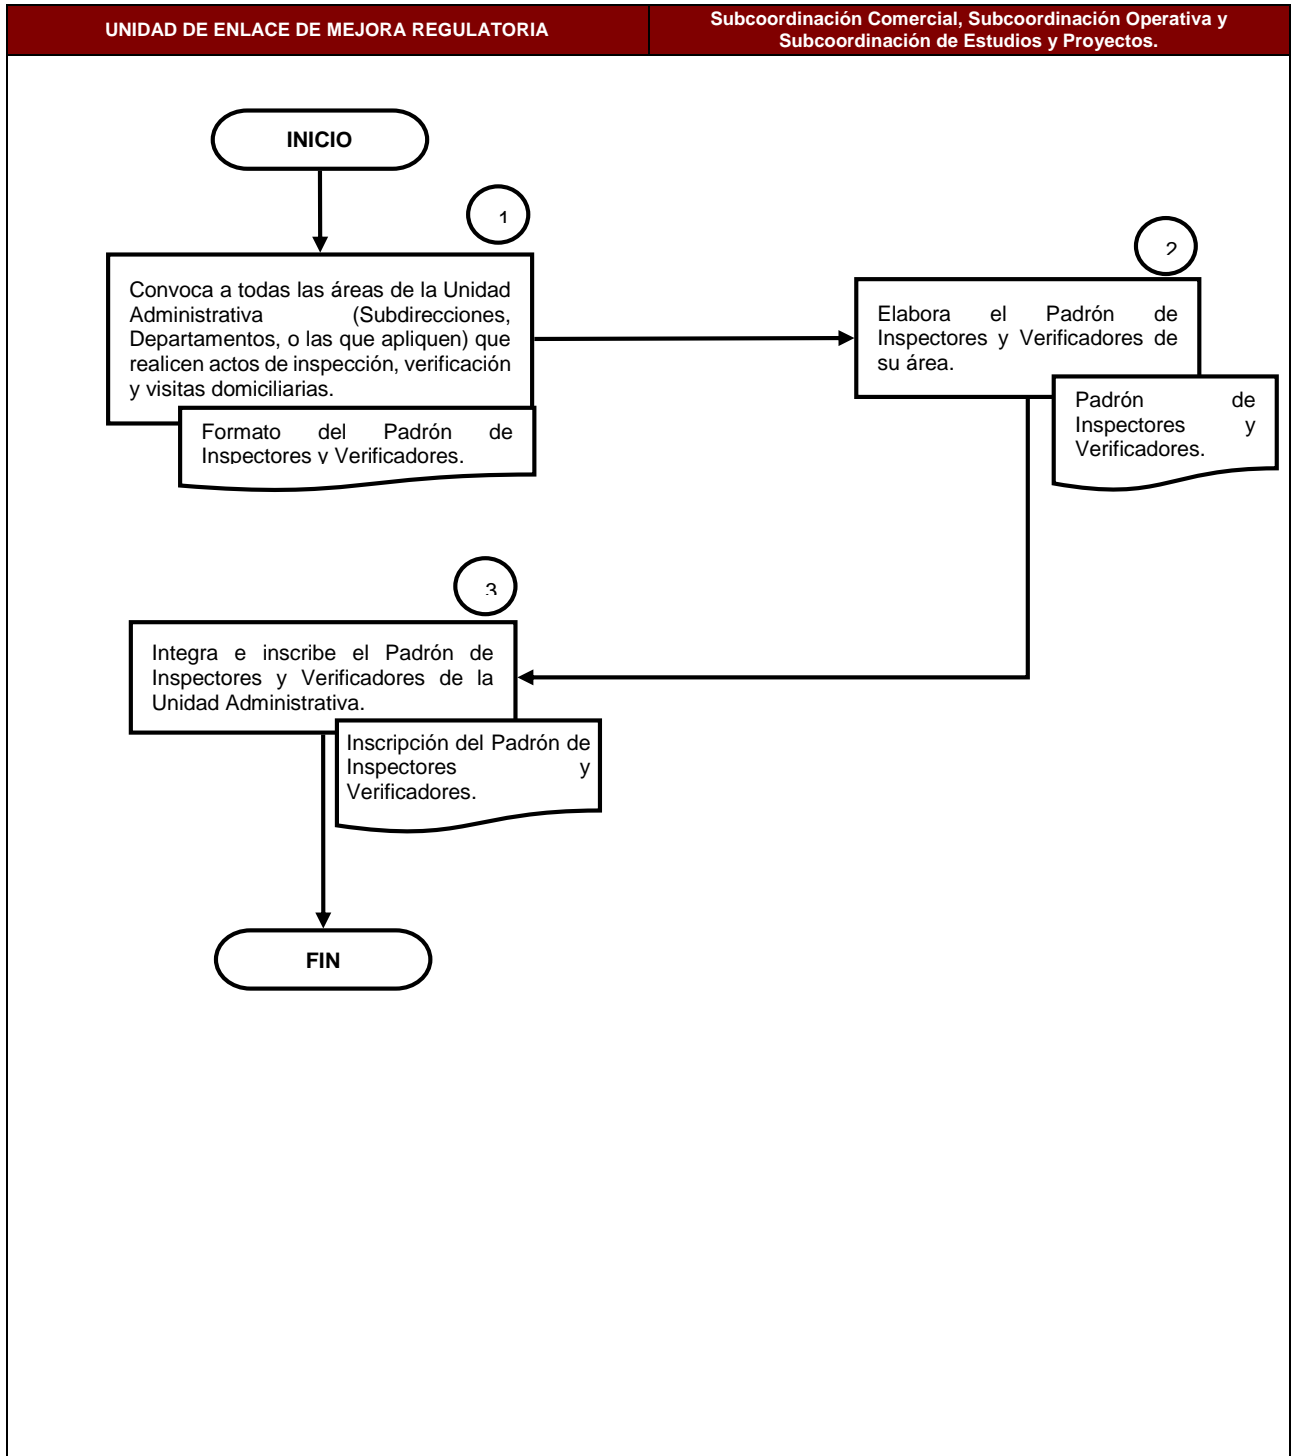 UNIDAD DE ENLACE DE MEJORA REGULATORIA
Subcoordinación Comercial, Subcoordinación Operativa y
Subcoordinación de Estudios y Proyectos.
INICIO
1
2
Convoca a todas las áreas de la Unidad
Administrativa (Subdirecciones,
Departamentos, o las que apliquen) que
realicen actos de inspección, verificación
y visitas domiciliarias.
Formato del Padrón de
Inspectores y Verificadores.
Elabora el Padrón de
Inspectores y Verificadores de
su área.
Padrón de
Inspectores y
Verificadores.
3
Integra e inscribe el Padrón de
Inspectores y Verificadores de la
Unidad Administrativa.
Inscripción del Padrón de
Inspectores y
Verificadores.
FIN